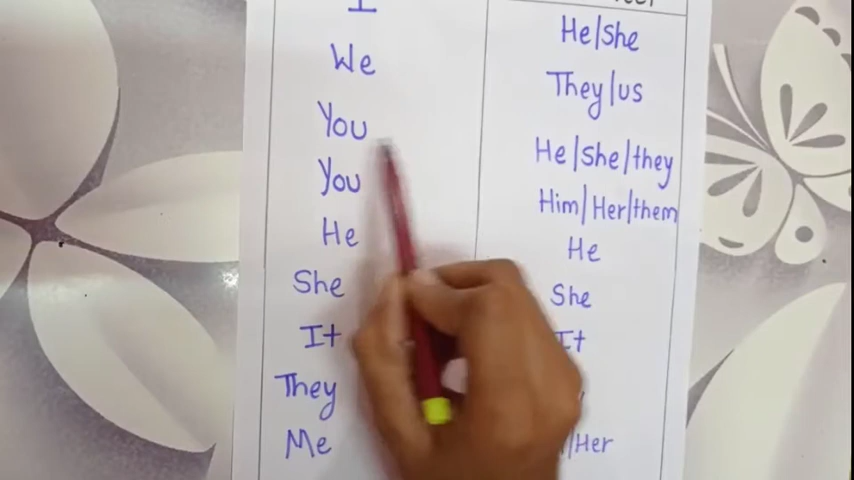 I
We
He/She
They/us
You
He/She/they
You
Him/Her/them
He
He
She
She
It
It
They
Me
/Her